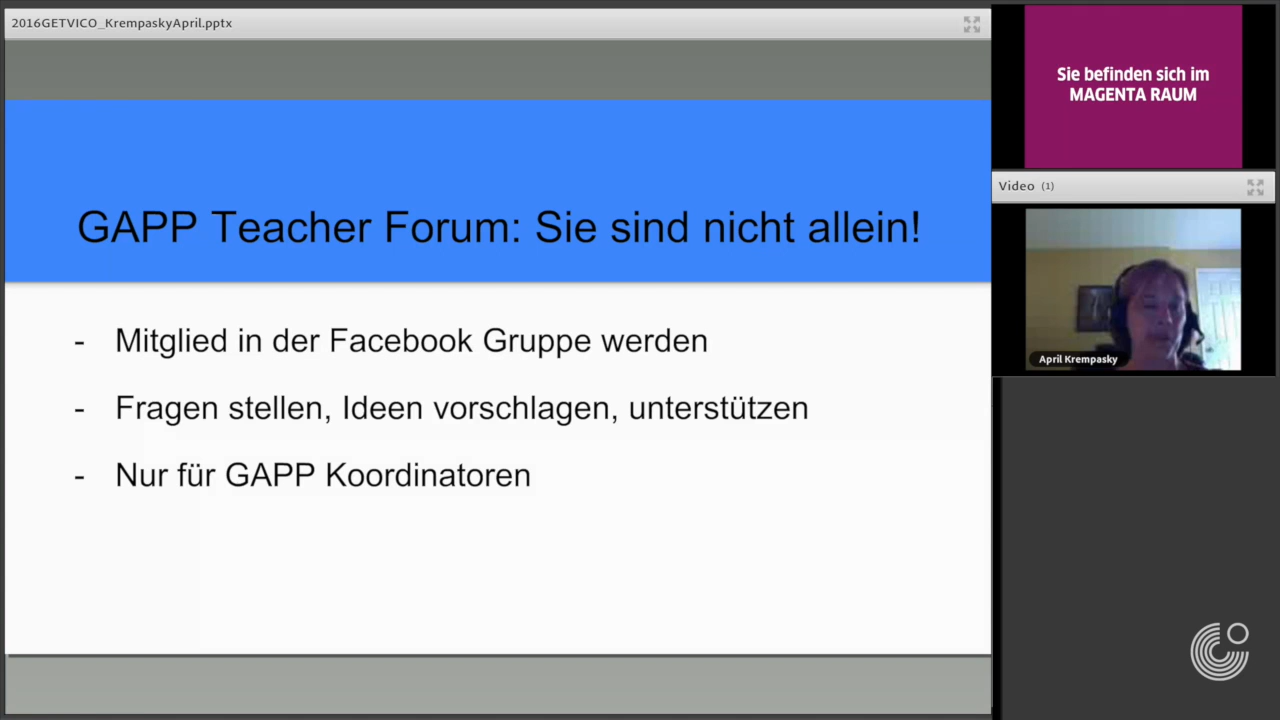 2016GETVICO_KrempaskyApril.pptx
GAPP Teacher Forum: Sie sind nicht allein!
- Mitglied in der Facebook Gruppe werden
- Fragen stellen, Ideen vorschlagen, unterstützen
- Nur für GAPP Koordinatoren
Sie befinden sich im
MAGENTA RAUM
Video (1)
April Krempasky